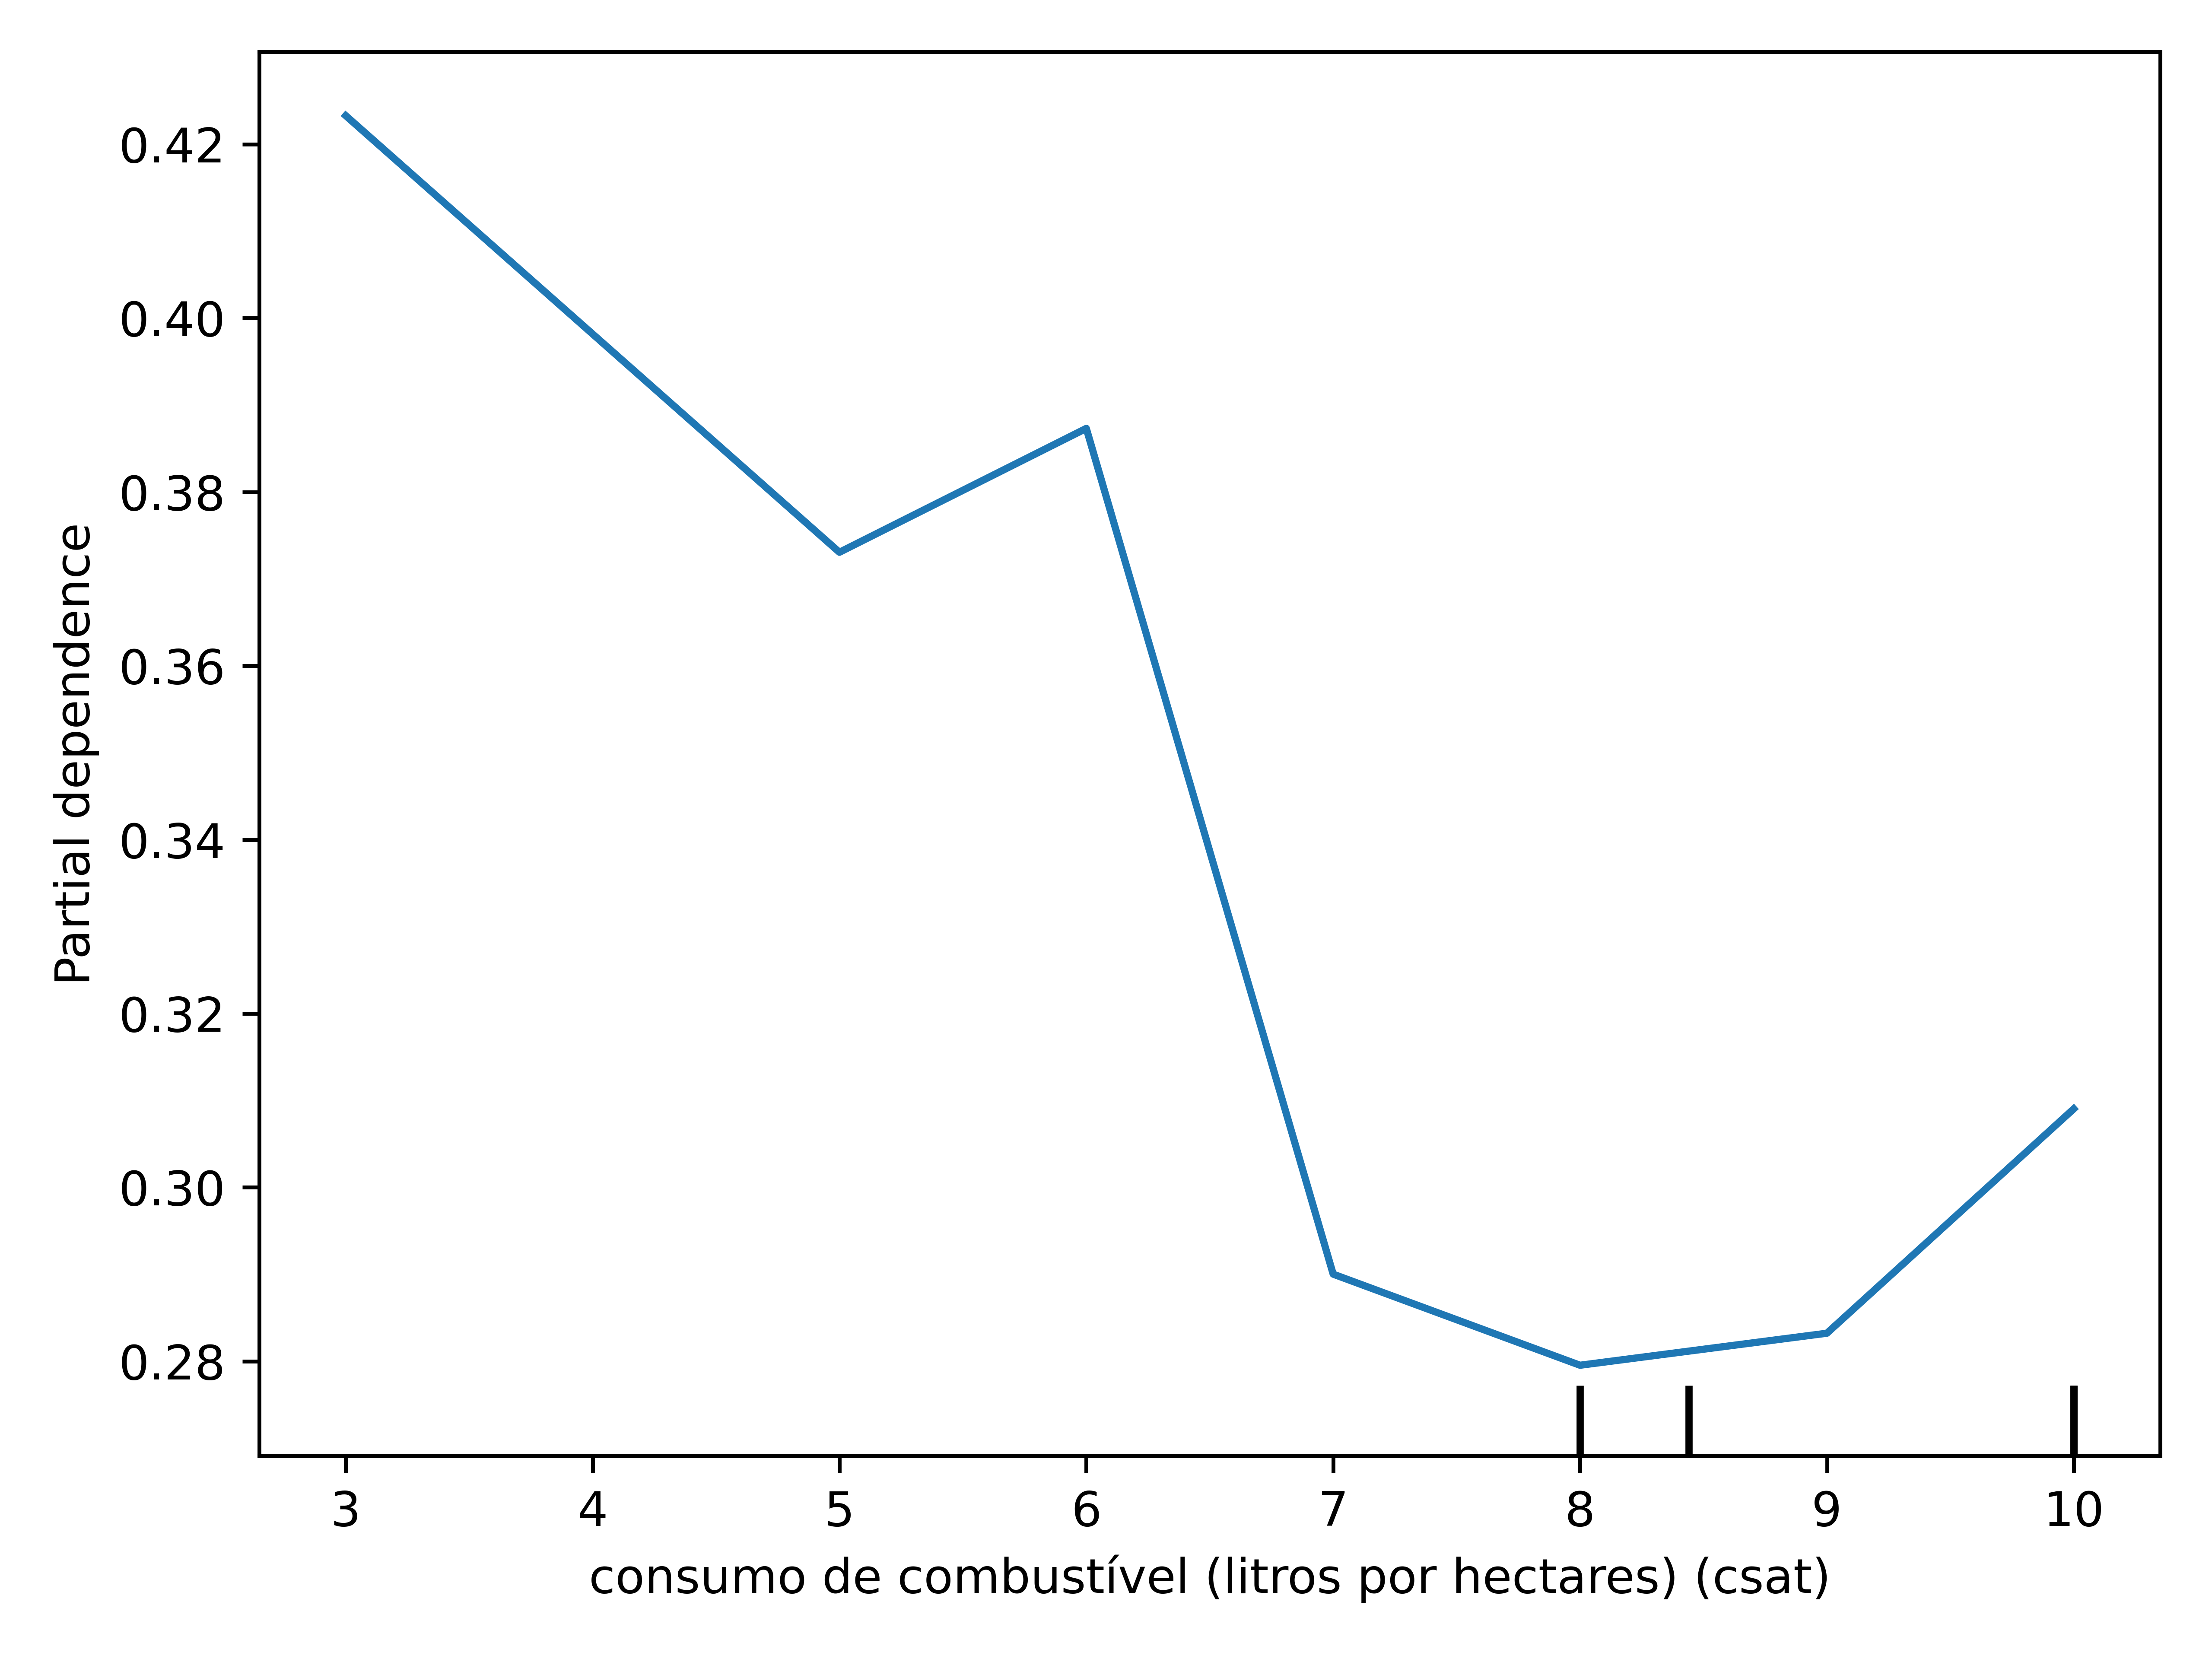 Partial dependence
0.42
0.40
0.38
0.36
0.34
0.32
0.30
0.28
3 4 5 6 7 8 9 10
consumo de combustível (litros por hectares) (csat)